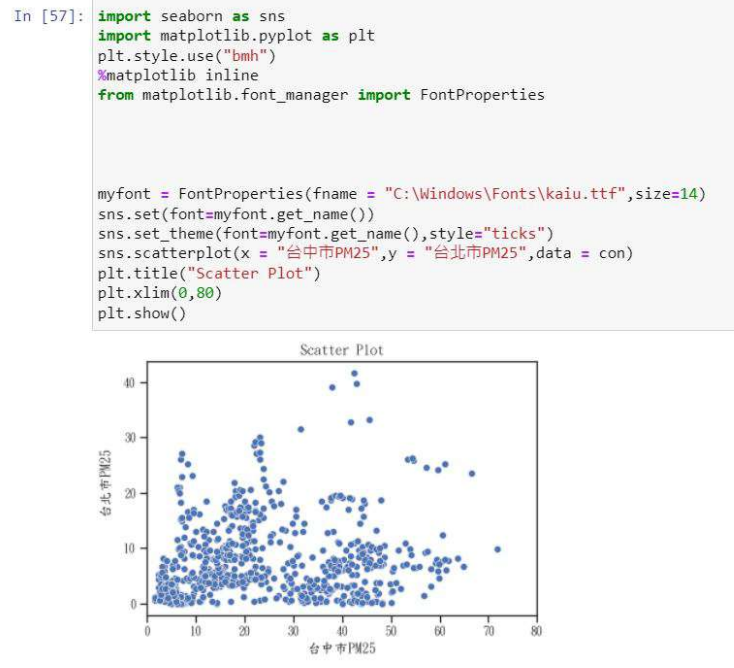 In [57]:
import seaborn as sns
import matplotlib.pyplot as plt
plt.style.use("bmh")
%matplotlib inline
from matplotlib.font_manager import FontProperties
myfont = FontProperties(fname = "C:\Windows\Fonts\kaiu.ttf",size=14)
sns.set(font=myfont.get_name())
sns.set_theme(font=myfont.get_name(),style="ticks")
sns.scatterplot(x = "台中市PM25",y = "台北市PM25",data = con)
plt.title("Scatter Plot")
plt.xlim(0,80)
plt.show()
Scatter Plot
台北市PM25
40
30
20
10
0
0 10 20 30 40 50 60 70 80
台中市PM25